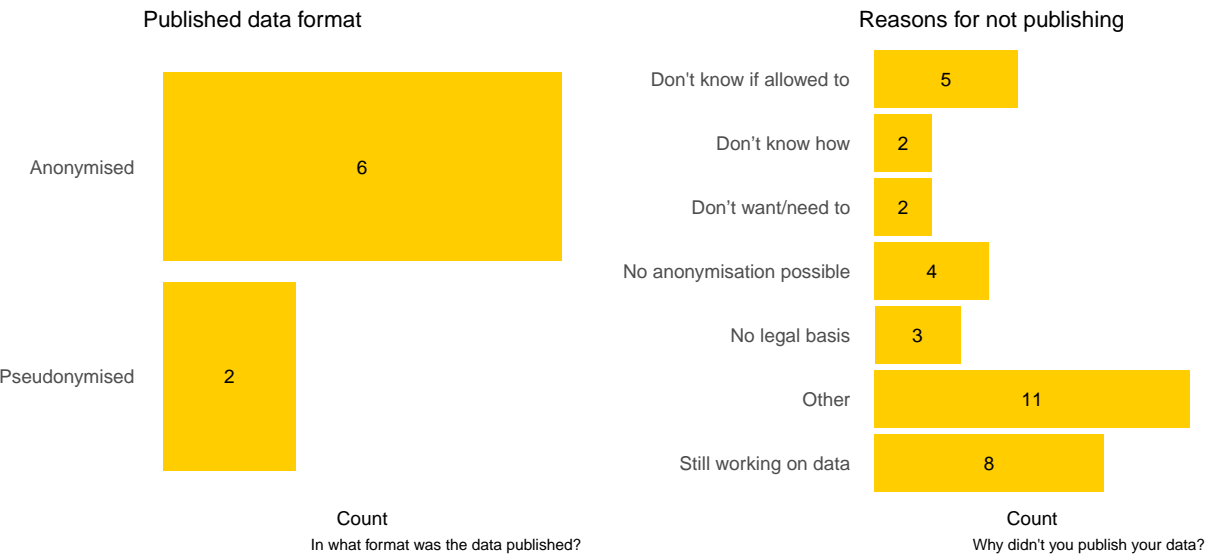 Published data format
Anonymised
6
Pseudonymised
2
Count
In what format was the data published?
Reasons for not publishing
Don't know if allowed to
5
Don’t know how
2
Don’t want/need to
2
No anonymisation possible
4
No legal basis
3
Other
11
Still working on data
8
Count
Why didn't you publish your data?